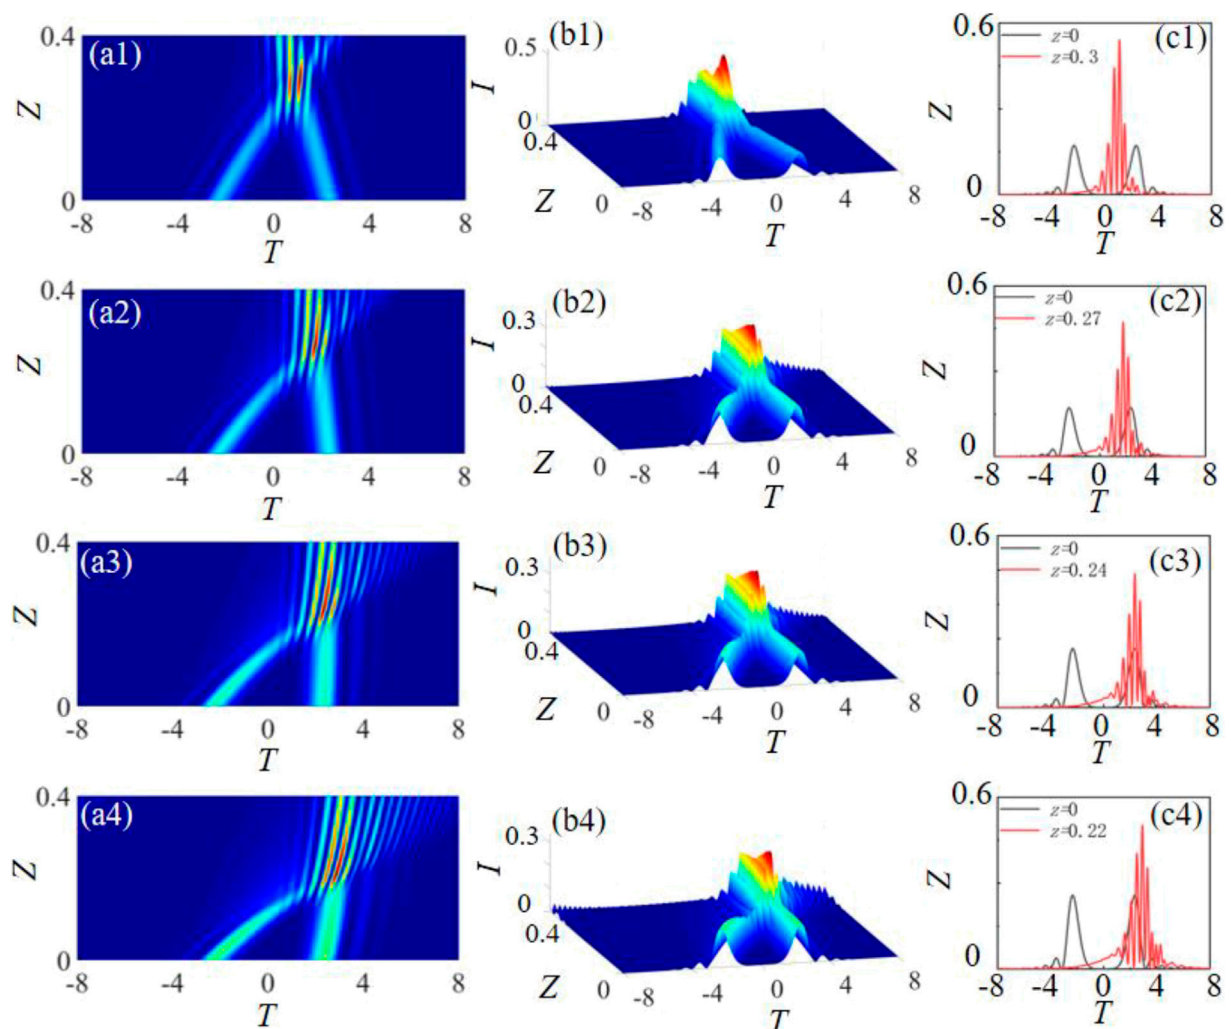 (a1)
0.4
Z
0
-8 -4 0 4 8
T
(b1)
0.5
I
0
0.4
Z
0 -8 -4 0 4 8
T
(c1)
0.6
z=0
z=0.3
Z
0
-8 -4 0 4 8
T
(a2)
0.4
Z
0
-8 -4 0 4 8
T
(b2)
0.3
I
0
0.4
Z
0 -8 -4 0 4 8
T
(c2)
0.6
z=0
z=0.27
Z
0
-8 -4 0 4 8
T
(a3)
0.4
Z
0
-8 -4 0 4 8
T
(b3)
0.3
I
0
0.4
Z
0 -8 -4 0 4 8
T
(c3)
0.6
z=0
z=0.24
Z
0
-8 -4 0 4 8
T
(a4)
0.4
Z
0
-8 -4 0 4 8
T
(b4)
0.3
I
0
0.4
Z
0 -8 -4 0 4 8
T
(c4)
0.6
z=0
z=0.22
Z
0
-8 -4 0 4 8
T